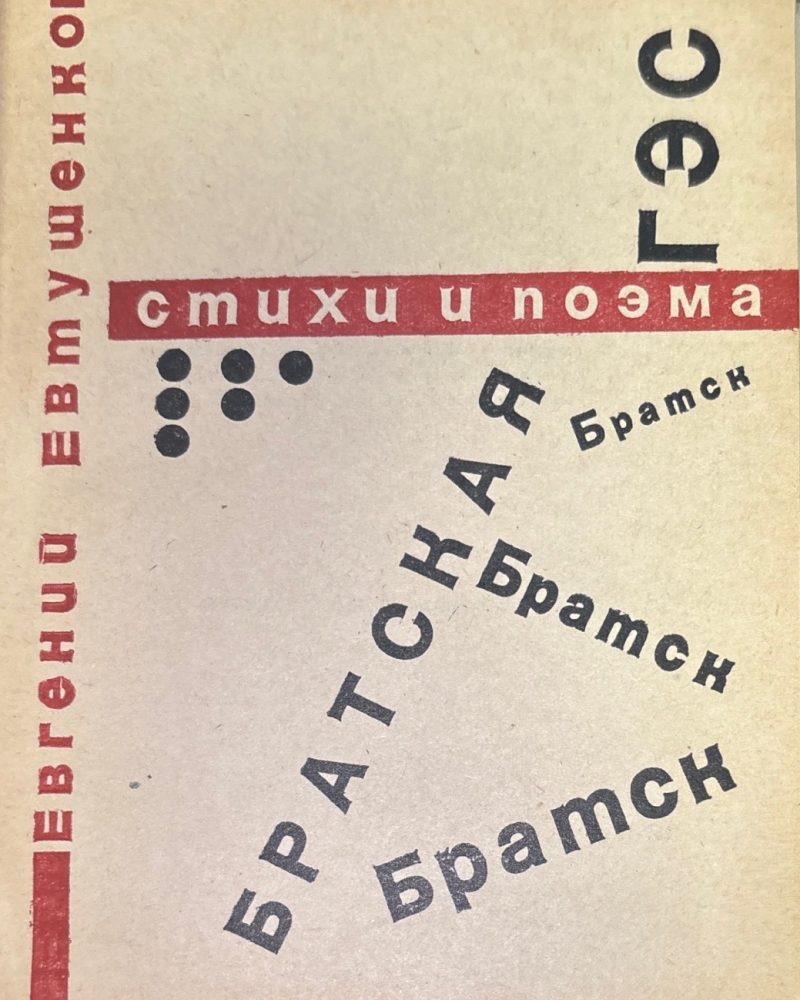 Евгений Евтушенко
ГЭС
стихи и поэма
БРАТСКАЯ
Братск
Братск
Братск